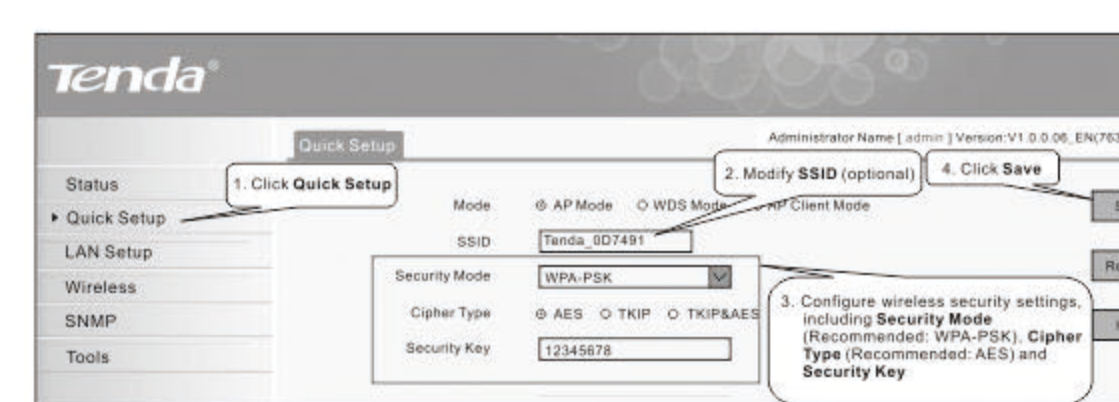 Tenda®
Quick Setup
Administrator Name [ admin ] Version:V1.0.0.06_EN(763
Status
1. Click Quick Setup
2. Modify SSID (optional)
4. Click Save
Quick Setup
Mode AP Mode WDS Mode AP Client Mode
SSID Tenda_0D7491
LAN Setup
Security Mode WPA-PSK
Wireless
Cipher Type AES TKIP TKIP&AES
SNMP
Security Key 12345678
Tools
3. Configure wireless security settings,
including Security Mode
(Recommended: WPA-PSK), Cipher
Type (Recommended: AES) and
Security Key